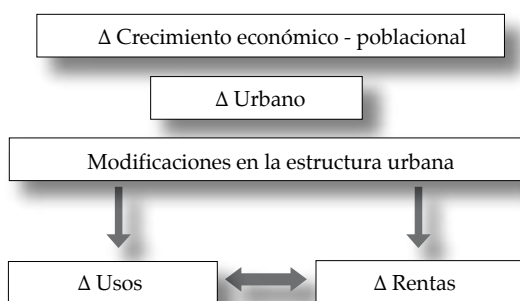 Δ Crecimiento económico - poblacional
Δ Urbano
Modificaciones en la estructura urbana
Δ Usos
Δ Rentas